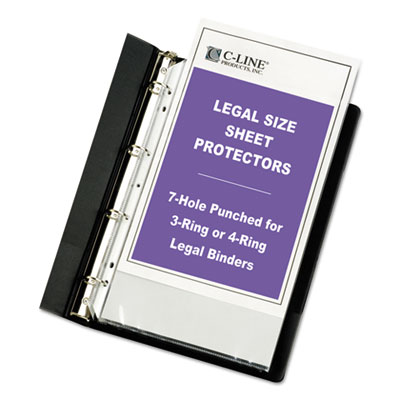 C-LINE®
PRODUCTS, INC.
LEGAL SIZE
SHEET
PROTECTORS
7-Hole Punched for
3-Ring or 4-Ring
Legal Binders